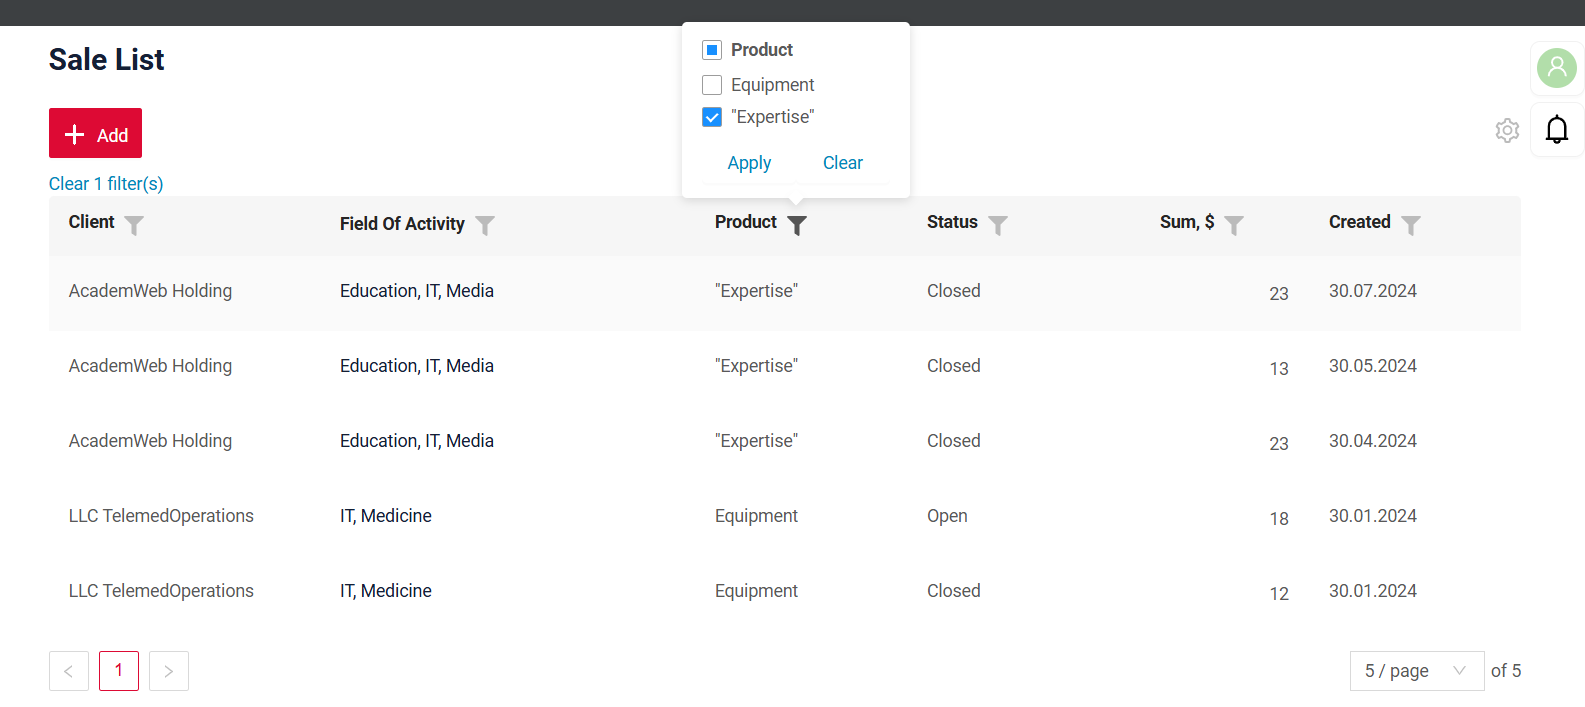 Sale List
Product
Equipment
"Expertise"
Apply Clear
Add
Clear 1 filter(s)
Client Field Of Activity Product Status Sum, $ Created
AcademWeb Holding Education, IT, Media "Expertise" Closed 23 30.07.2024
AcademWeb Holding Education, IT, Media "Expertise" Closed 13 30.05.2024
AcademWeb Holding Education, IT, Media "Expertise" Closed 23 30.04.2024
LLC TelemedOperations IT, Medicine Equipment Open 18 30.01.2024
LLC TelemedOperations IT, Medicine Equipment Closed 12 30.01.2024
< 1 > 5 / page of 5